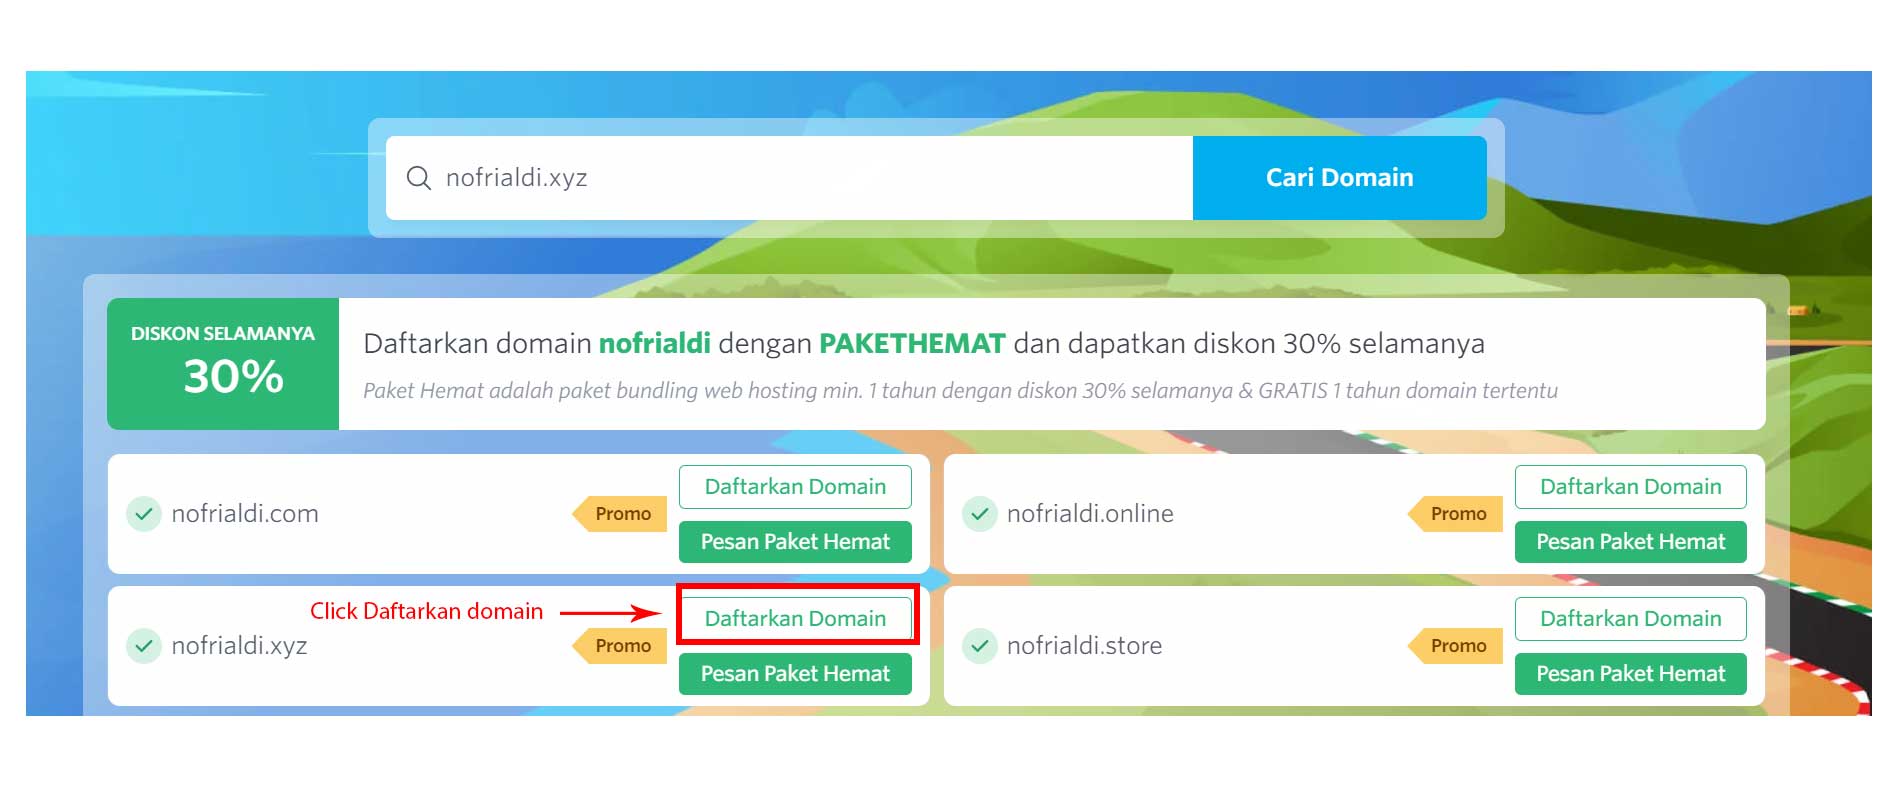 nofrialdi.xyz
Cari Domain
DISKON SELAMANYA
30%
Daftarkan domain nofrialdi dengan PAKETHEMAT dan dapatkan diskon 30% selamanya
Paket Hemat adalah paket bundling web hosting min. 1 tahun dengan diskon 30% selamanya & GRATIS 1 tahun domain tertentu
nofrialdi.com
Promo
Daftarkan Domain
Pesan Paket Hemat
nofrialdi.online
Promo
Daftarkan Domain
Pesan Paket Hemat
Click Daftarkan domain
nofrialdi.xyz
Promo
Daftarkan Domain
Pesan Paket Hemat
nofrialdi.store
Promo
Daftarkan Domain
Pesan Paket Hemat